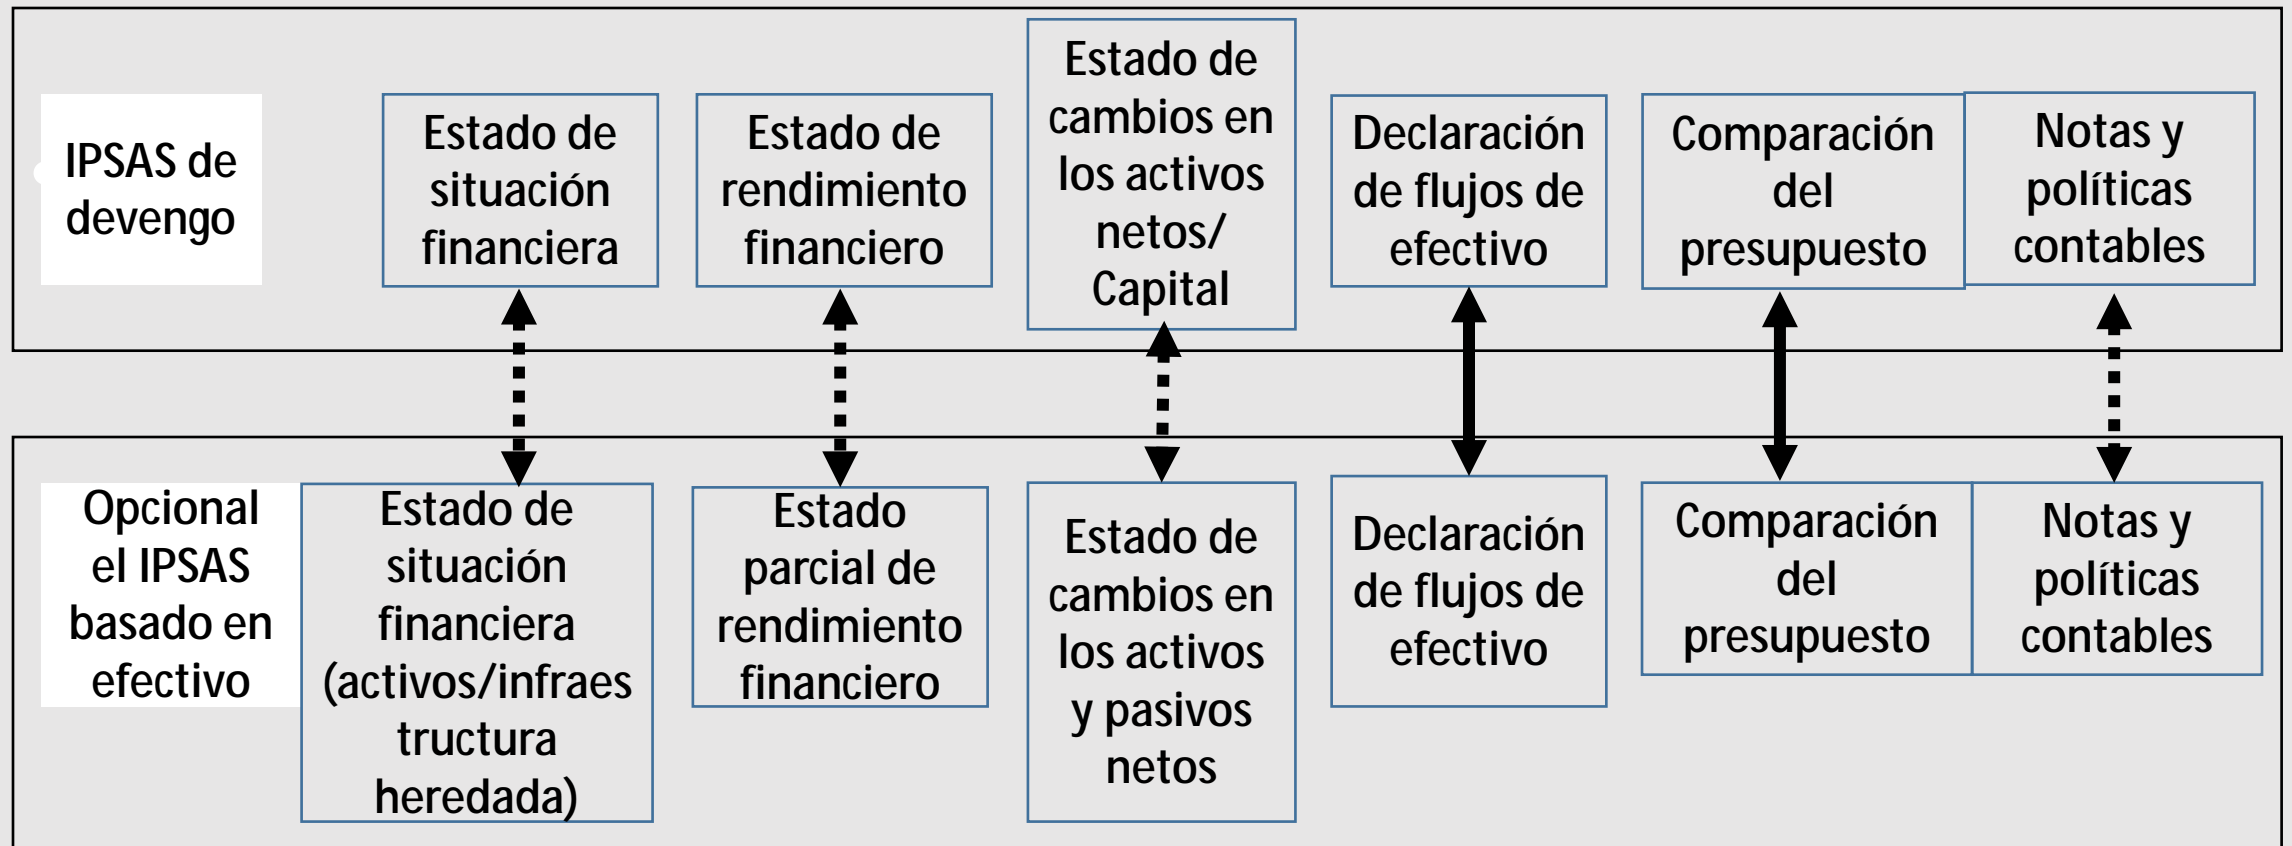 IPSAS de
devengo
Estado de
situación
financiera
Estado de
rendimiento
financiero
Estado de
cambios en
los activos
netos/
Capital
Declaración
de flujos de
efectivo
Comparación
del
presupuesto
Notas y
políticas
contables
Opcional
el IPSAS
basado en
efectivo
Estado de
situación
financiera
(activos/infraes
tructura
heredada)
Estado
parcial de
rendimiento
financiero
Estado de
cambios en
los activos
y pasivos
netos
Declaración
de flujos de
efectivo
Comparación
del
presupuesto
Notas y
políticas
contables